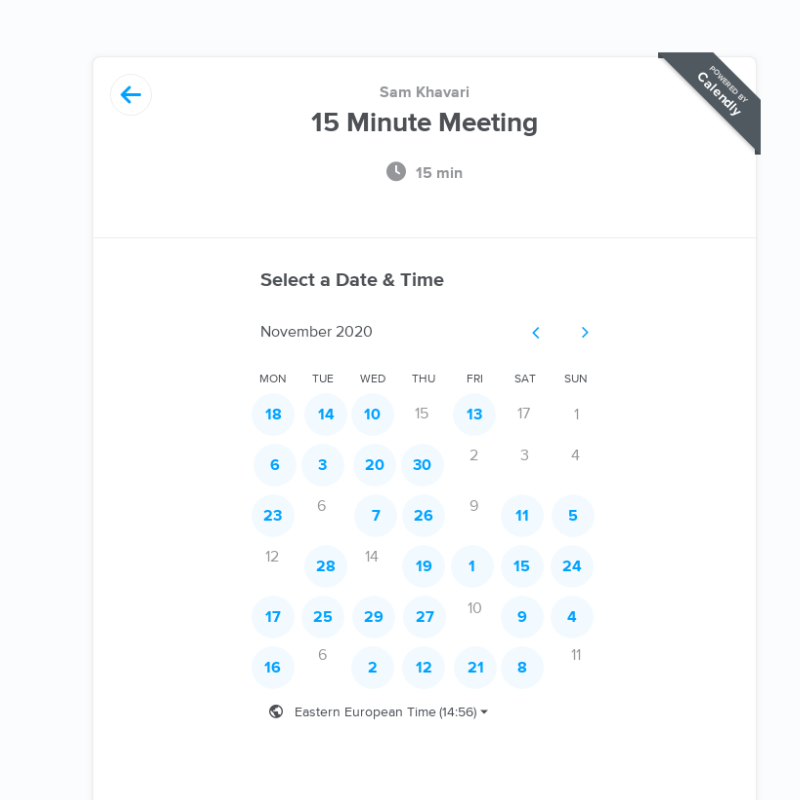 POWERED BY
Calendly
Sam Khavari
15 Minute Meeting
15 min
Select a Date & Time
November 2020
MON TUE WED THU FRI SAT SUN
18 14 10 15 13 17 1
6 3 20 30 2 3 4
23 6 7 26 9 11 5
12 28 14 19 1 15 24
17 25 29 27 10 9 4
16 6 2 12 21 8 11
Eastern European Time (14:56)